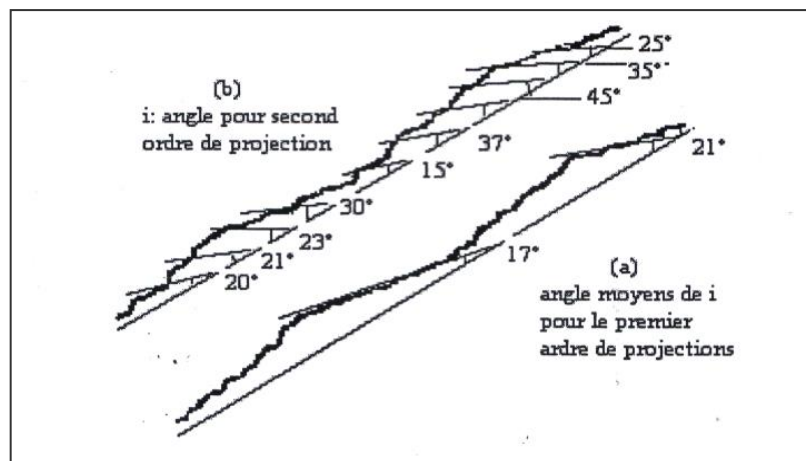 (b)
i: angle pour second
ordre de projection
25°
35°
45°
37°
15°
30°
23°
21°
20°
21°
17°
(a)
angle moyens de i
pour le premier
ardre de projections